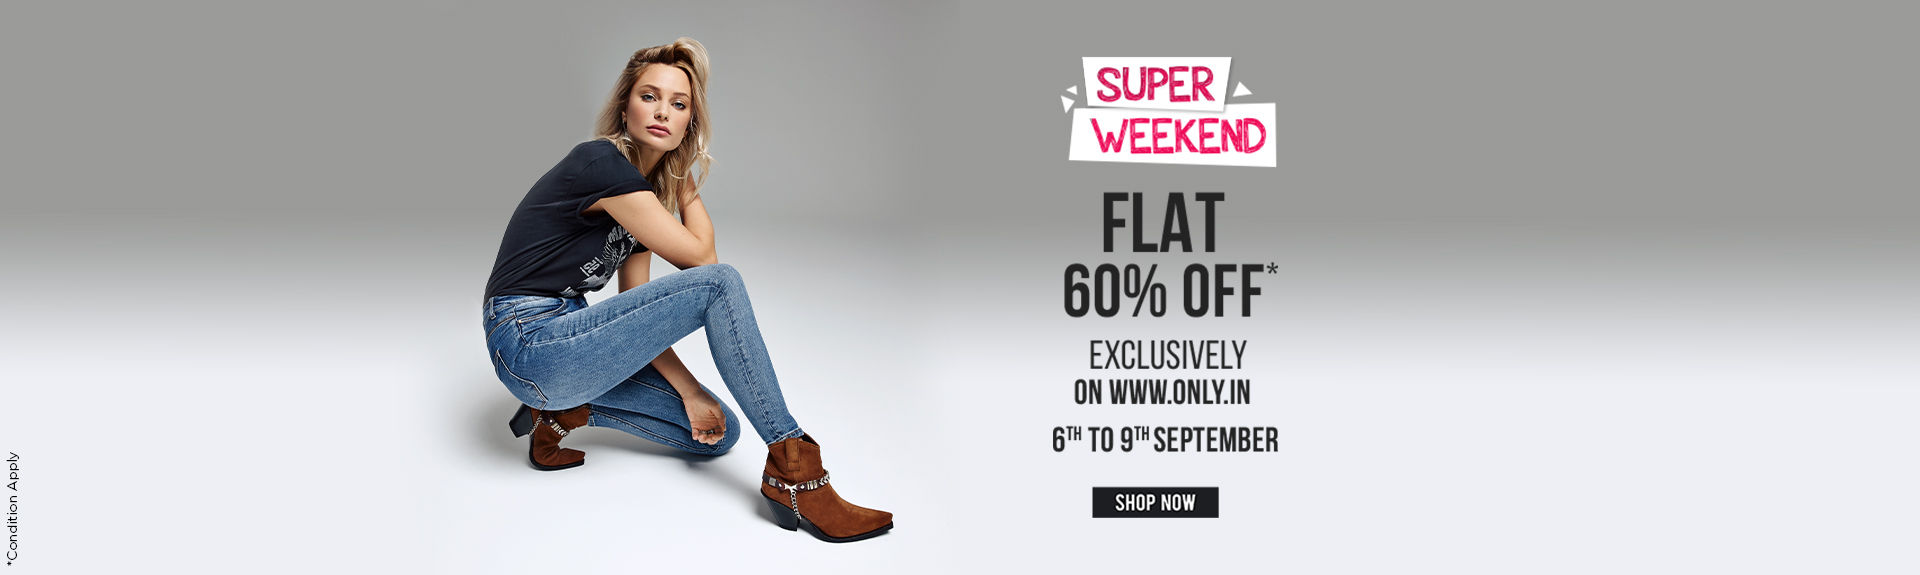 SUPER
WEEKEND
FLAT
60% OFF*
EXCLUSIVELY
ON WWW.ONLY.IN
6TH TO 9TH SEPTEMBER
SHOP NOW
*Condition Apply